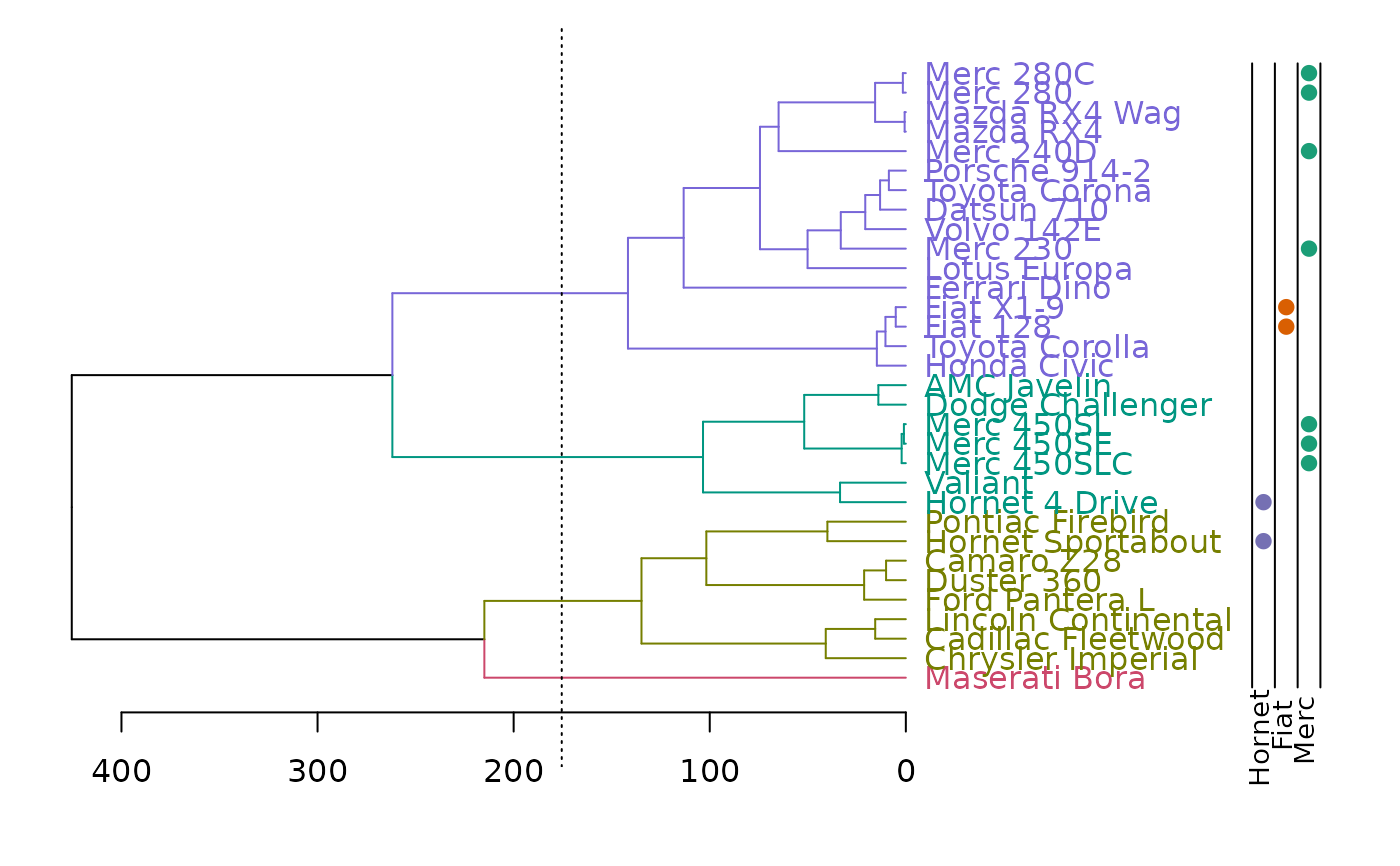 Merc 280C
Merc 280
Mazda RX4 Wag
Mazda RX4
Merc 240D
Porsche 914-2
Toyota Corona
Datsun 710
Volvo 142E
Merc 230
Lotus Europa
Ferrari Dino
Fiat X1-9
Fiat 128
Toyota Corolla
Honda Civic
AMC Javelin
Dodge Challenger
Merc 450SL
Merc 450SE
Merc 450SLC
Valiant
Hornet 4 Drive
Pontiac Firebird
Hornet Sportabout
Camaro Z28
Duster 360
Ford Pantera L
Lincoln Continental
Cadillac Fleetwood
Chrysler Imperial
Maserati Bora
400 300 200 100 0
Hornet
Fiat
Merc